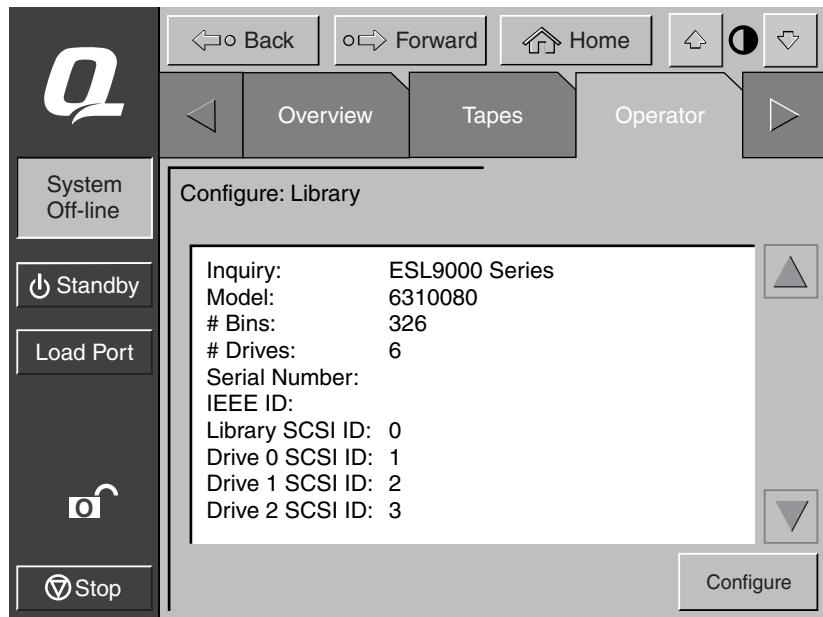 Q
Back
Forward
Home
Overview
Tapes
Operator
System
Off-line
Standby
Load Port
O
Stop
Configure: Library
Inquiry: ESL9000 Series
Model: 6310080
# Bins: 326
# Drives: 6
Serial Number:
IEEE ID:
Library SCSI ID: 0
Drive 0 SCSI ID: 1
Drive 1 SCSI ID: 2
Drive 2 SCSI ID: 3
Configure